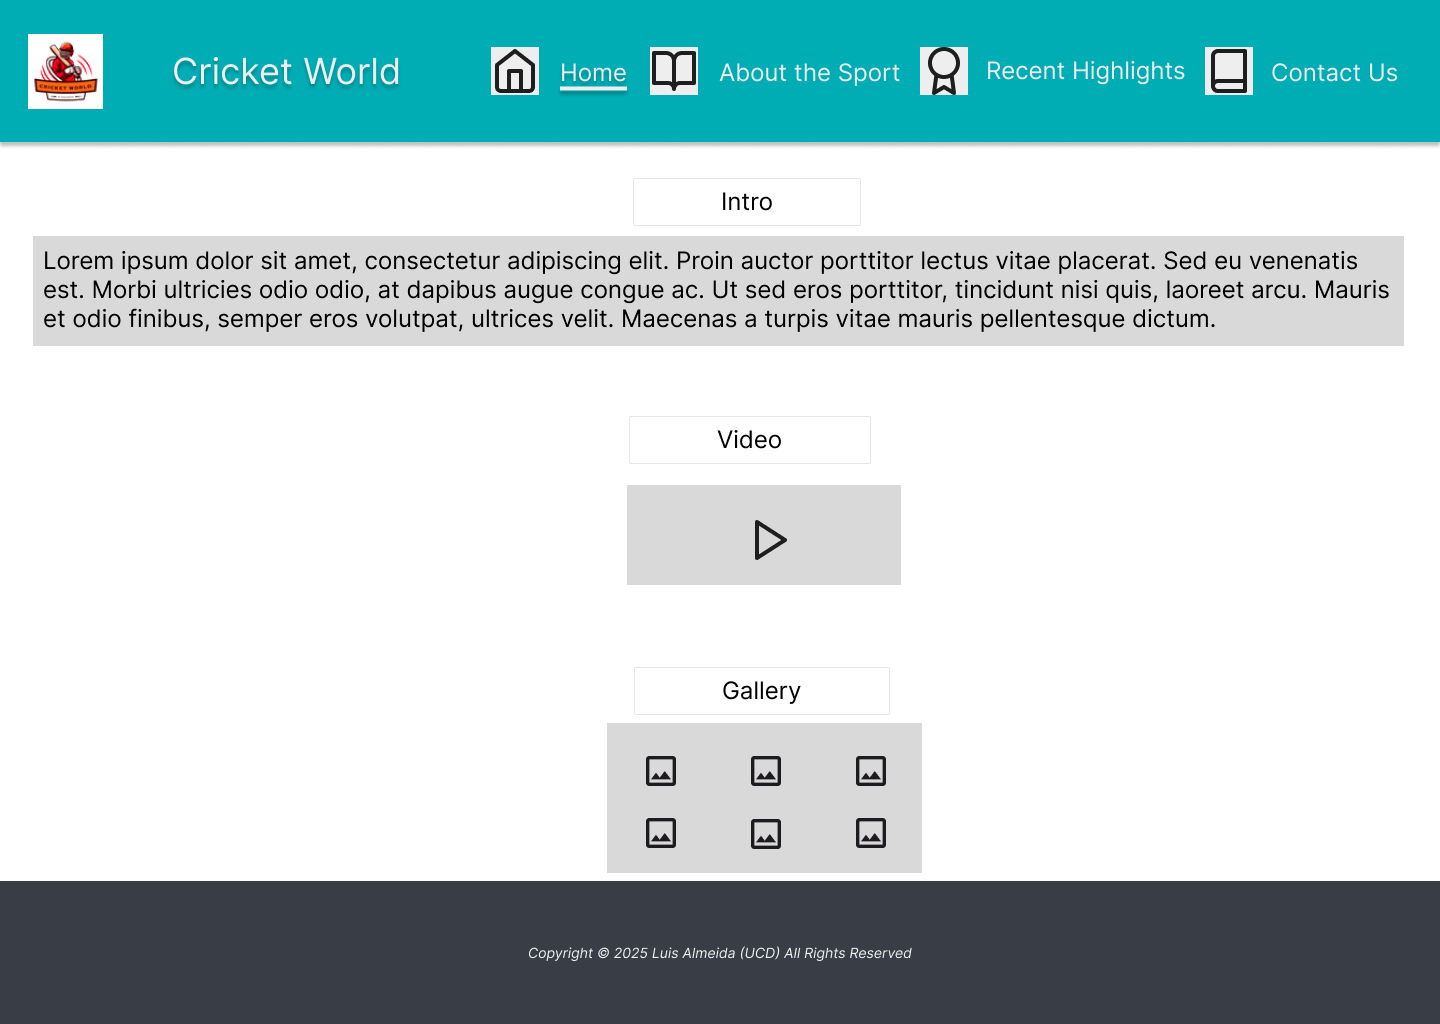 CRICKET WORLD
Cricket World
Home
About the Sport
Recent Highlights
Contact Us
Intro
Lorem ipsum dolor sit amet, consectetur adipiscing elit. Proin auctor porttitor lectus vitae placerat. Sed eu venenatis
est. Morbi ultricies odio odio, at dapibus augue congue ac. Ut sed eros porttitor, tincidunt nisi quis, laoreet arcu. Mauris
et odio finibus, semper eros volutpat, ultrices velit. Maecenas a turpis vitae mauris pellentesque dictum.
Video
Gallery
Copyright © 2025 Luis Almeida (UCD) All Rights Reserved